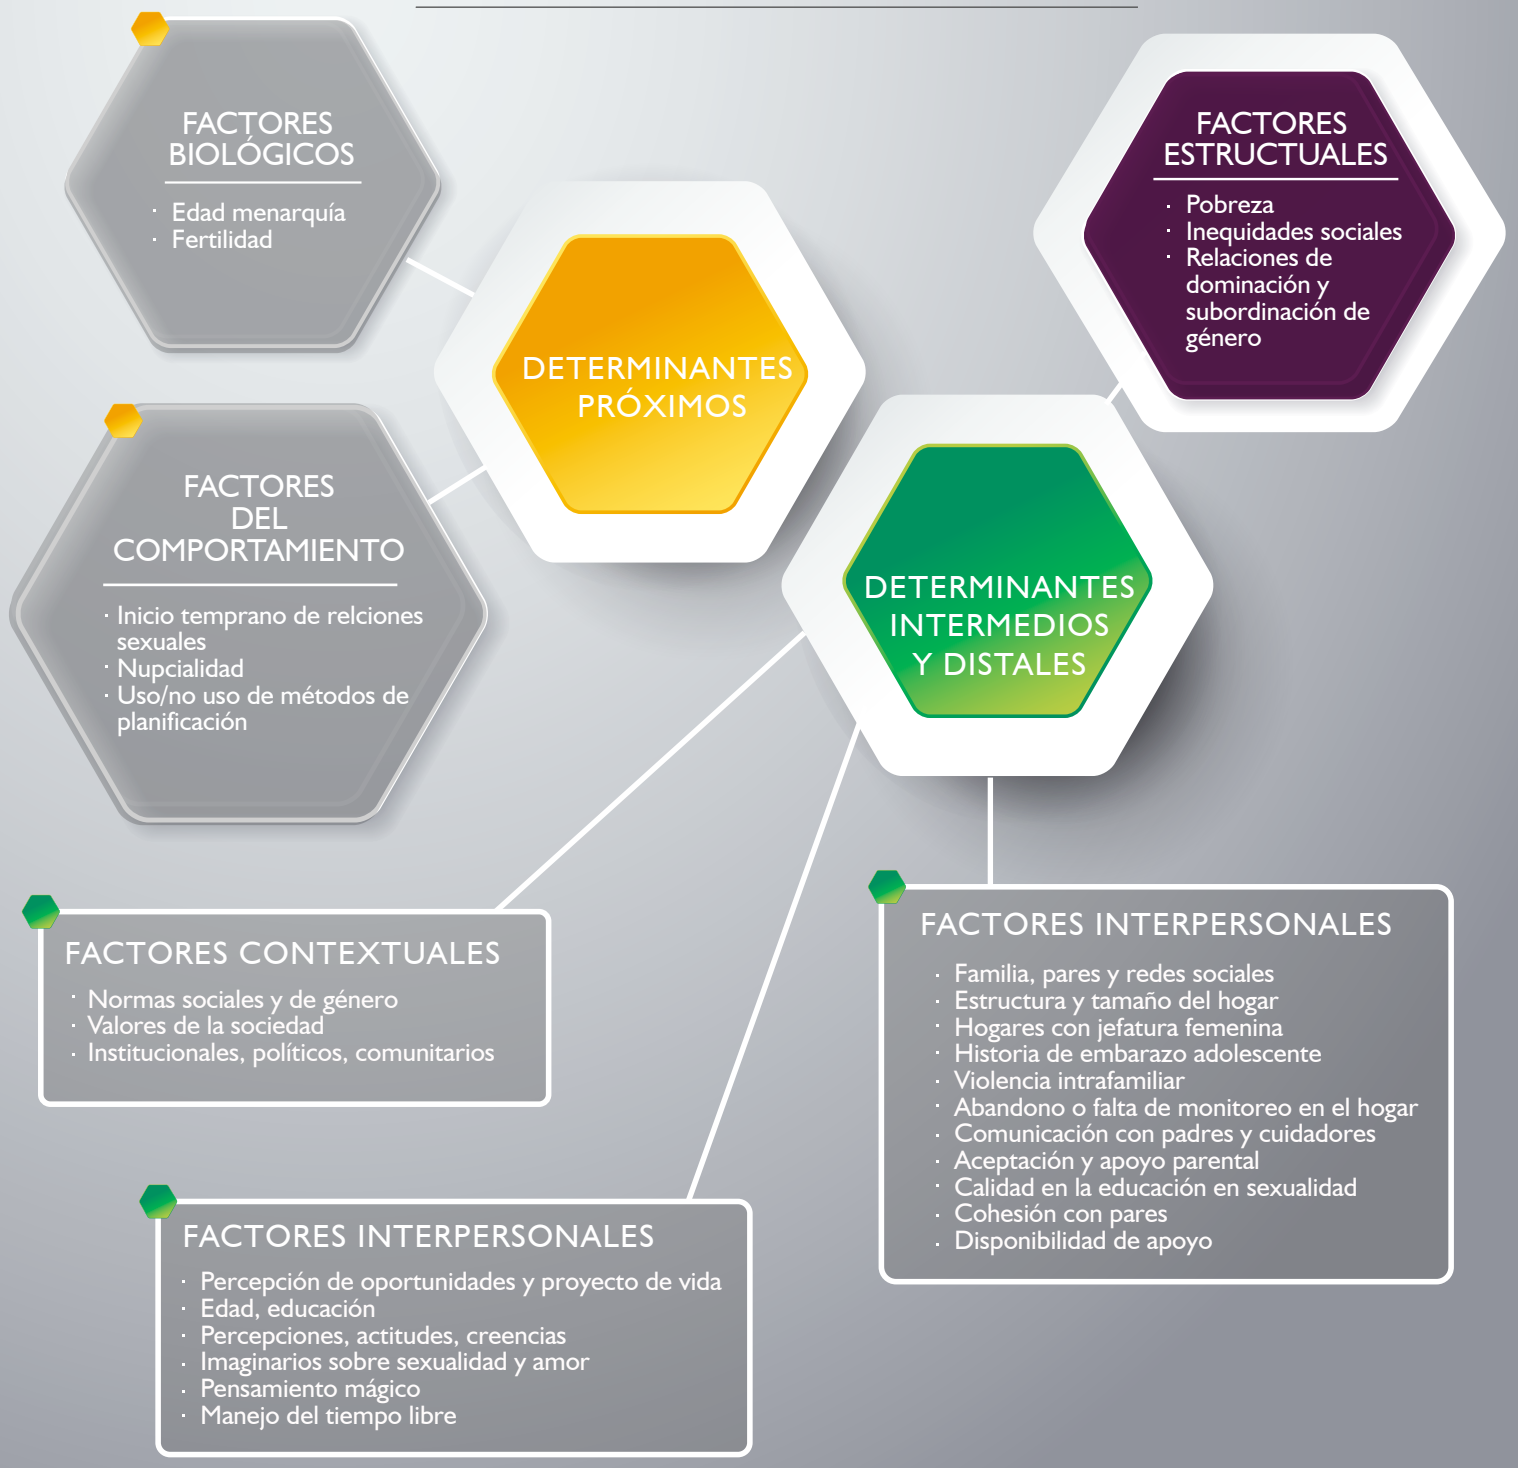 FACTORES
BIOLÓGICOS
· Edad menarquía
· Fertilidad
DETERMINANTES
PRÓXIMOS
FACTORES
ESTRUCTUALES
· Pobreza
· Inequidades sociales
· Relaciones de
dominación y
subordinación de
género
FACTORES
DEL
COMPORTAMIENTO
· Inicio temprano de relciones
sexuales
· Nupcialidad
· Uso/no uso de métodos de
planificación
DETERMINANTES
INTERMEDIOS
Y DISTALES
FACTORES CONTEXTUALES
· Normas sociales y de género
· Valores de la sociedad
· Institucionales, políticos, comunitarios
FACTORES INTERPERSONALES
· Familia, pares y redes sociales
· Estructura y tamaño del hogar
· Hogares con jefatura femenina
· Historia de embarazo adolescente
· Violencia intrafamiliar
· Abandono o falta de monitoreo en el hogar
· Comunicación con padres y cuidadores
· Aceptación y apoyo parental
· Calidad en la educación en sexualidad
· Cohesión con pares
· Disponibilidad de apoyo
FACTORES INTERPERSONALES
· Percepción de oportunidades y proyecto de vida
· Edad, educación
· Percepciones, actitudes, creencias
· Imaginarios sobre sexualidad y amor
· Pensamiento mágico
· Manejo del tiempo libre